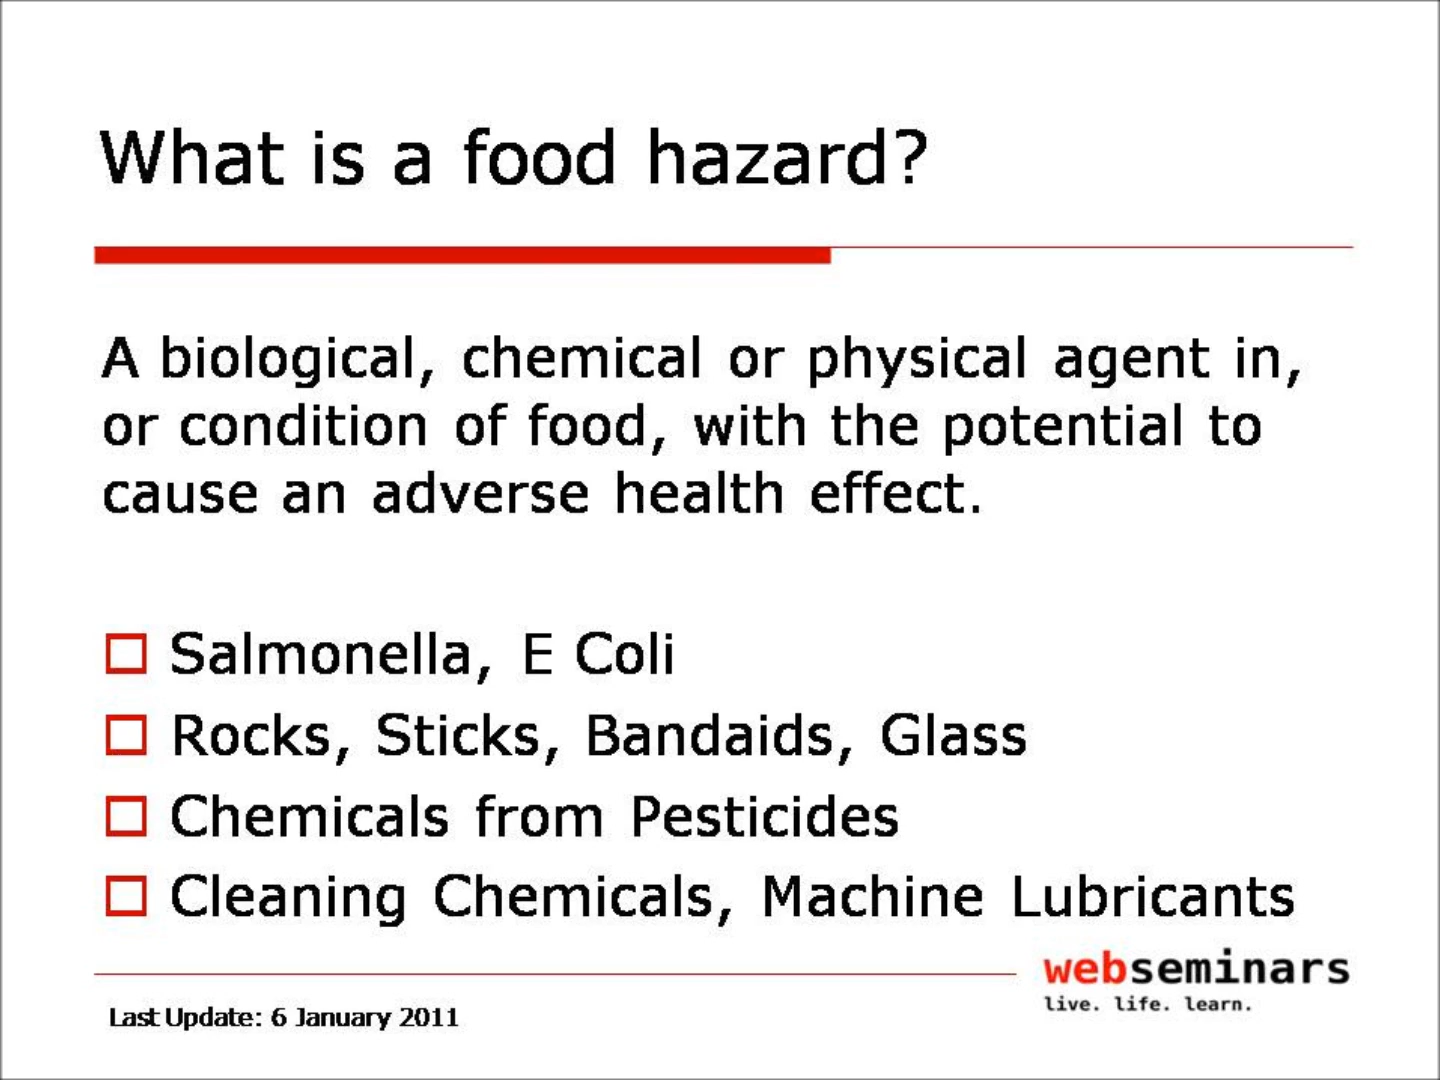 What is a food hazard?
A biological, chemical or physical agent in,
or condition of food, with the potential to
cause an adverse health effect.
Salmonella, E Coli
Rocks, Sticks, Bandaids, Glass
Chemicals from Pesticides
Cleaning Chemicals, Machine Lubricants
webseminars
live. life. learn.
Last Update: 6 January 2011